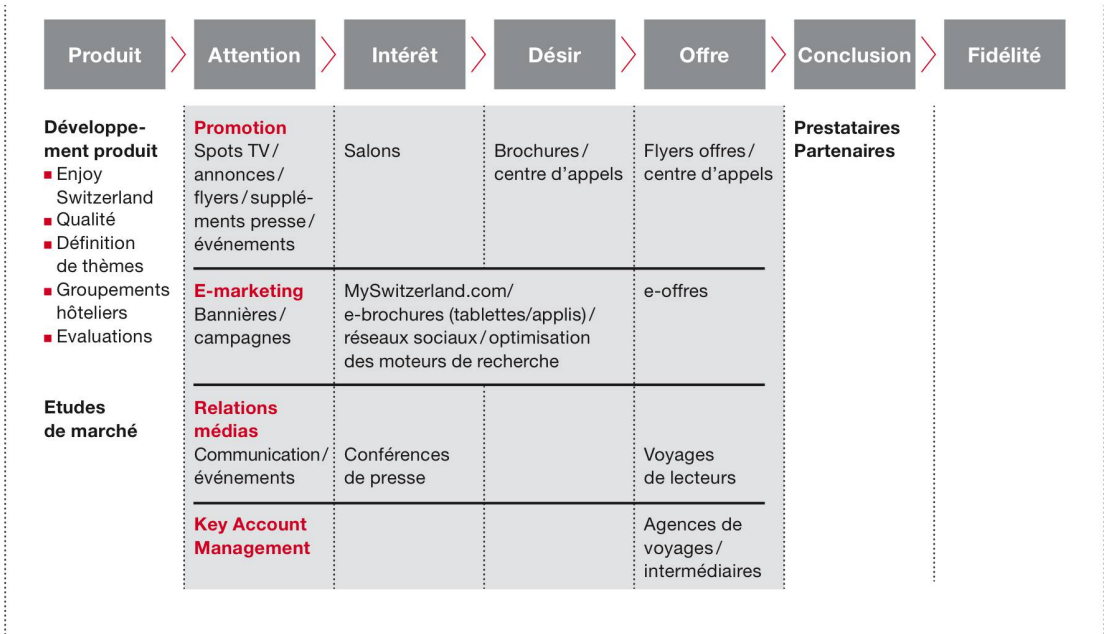 Produit
Attention
Intérêt
Désir
Offre
Conclusion
Fidélité
Développe-
ment produit
Enjoy
Switzerland
Qualité
Définition
de thèmes
Groupements
hôteliers
Evaluations
Etudes
de marché
Promotion
Spots TV/
annonces/
flyers/supplé-
ments presse/
événements
Salons
Brochures/
centre d'appels
Flyers offres/
centre d'appels
E-marketing
Bannières/
campagnes
MySwitzerland.com/
e-brochures (tablettes/applis)/
réseaux sociaux/optimisation
des moteurs de recherche
e-offres
Relations
médias
Communication/
événements
Conférences
de presse
Voyages
de lecteurs
Key Account
Management
Agences de
voyages/
intermédiaires
Prestataires
Partenaires